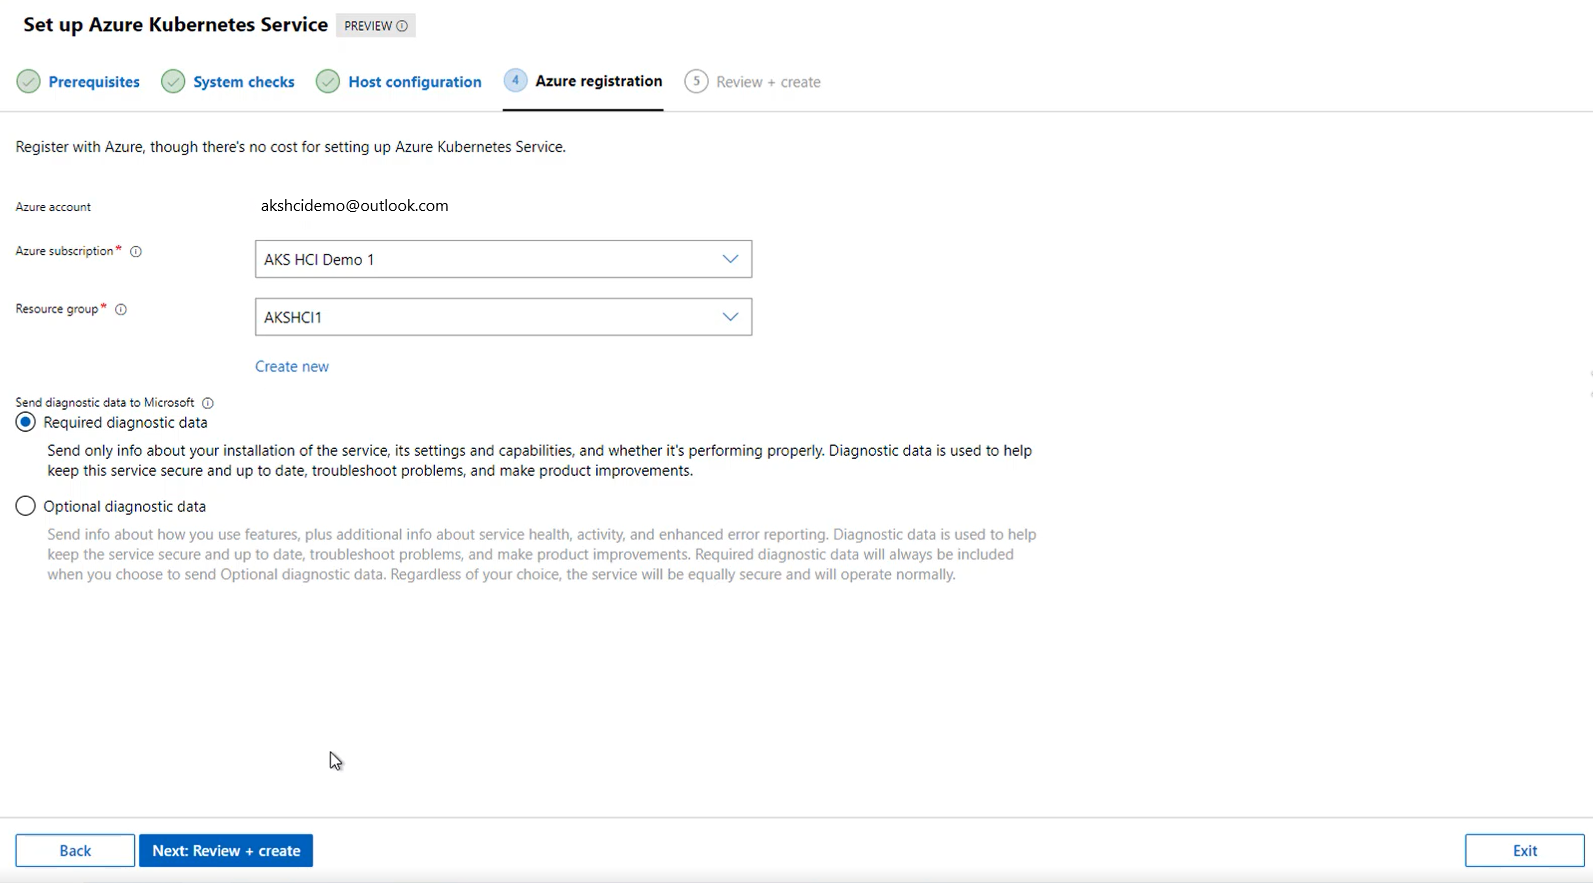 Set up Azure Kubernetes Service PREVIEW
Prerequisites System checks Host configuration 4 Azure registration 5 Review + create
Register with Azure, though there's no cost for setting up Azure Kubernetes Service.
Azure account akshcidemo@outlook.com
Azure subscription* AKS HCI Demo 1
Resource group* AKSHCI1
Create new
Send diagnostic data to Microsoft
Required diagnostic data
Send only info about your installation of the service, its settings and capabilities, and whether it's performing properly. Diagnostic data is used to help
keep this service secure and up to date, troubleshoot problems, and make product improvements.
Optional diagnostic data
Send info about how you use features, plus additional info about service health, activity, and enhanced error reporting. Diagnostic data is used to help
keep the service secure and up to date, troubleshoot problems, and make product improvements. Required diagnostic data will always be included
when you choose to send Optional diagnostic data. Regardless of your choice, the service will be equally secure and will operate normally.
Back Next: Review + create Exit